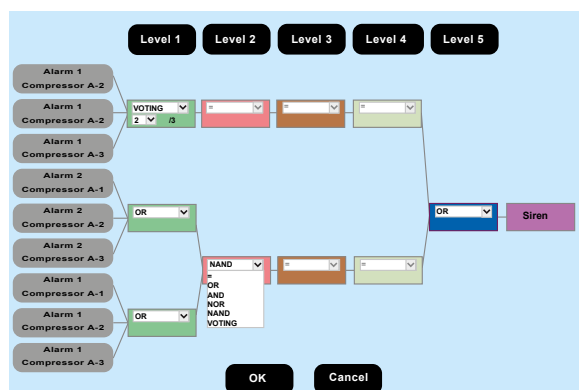 Level 1 Level 2 Level 3 Level 4 Level 5
Alarm 1
Compressor A-2
Alarm 1
Compressor A-2
Alarm 1
Compressor A-3
VOTING = = =
2 /3
Alarm 2
Compressor A-1
Alarm 2
Compressor A-2
Alarm 2
Compressor A-3
OR
OR
Siren
Alarm 1
Compressor A-1
Alarm 1
Compressor A-2
Alarm 1
Compressor A-3
OR
NAND = =
=
OR
AND
NOR
NAND
VOTING
OK Cancel